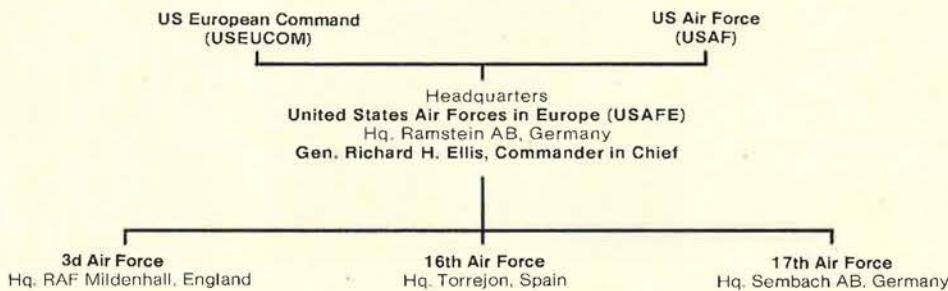 US European Command
(USEUCOM)
US Air Force
(USAF)
Headquarters
United States Air Forces in Europe (USAFE)
Hq. Ramstein AB, Germany
Gen. Richard H. Ellis, Commander in Chief
3d Air Force
Hq. RAF Mildenhall, England
16th Air Force
Hq. Torrejon, Spain
17th Air Force
Hq. Sembach AB, Germany